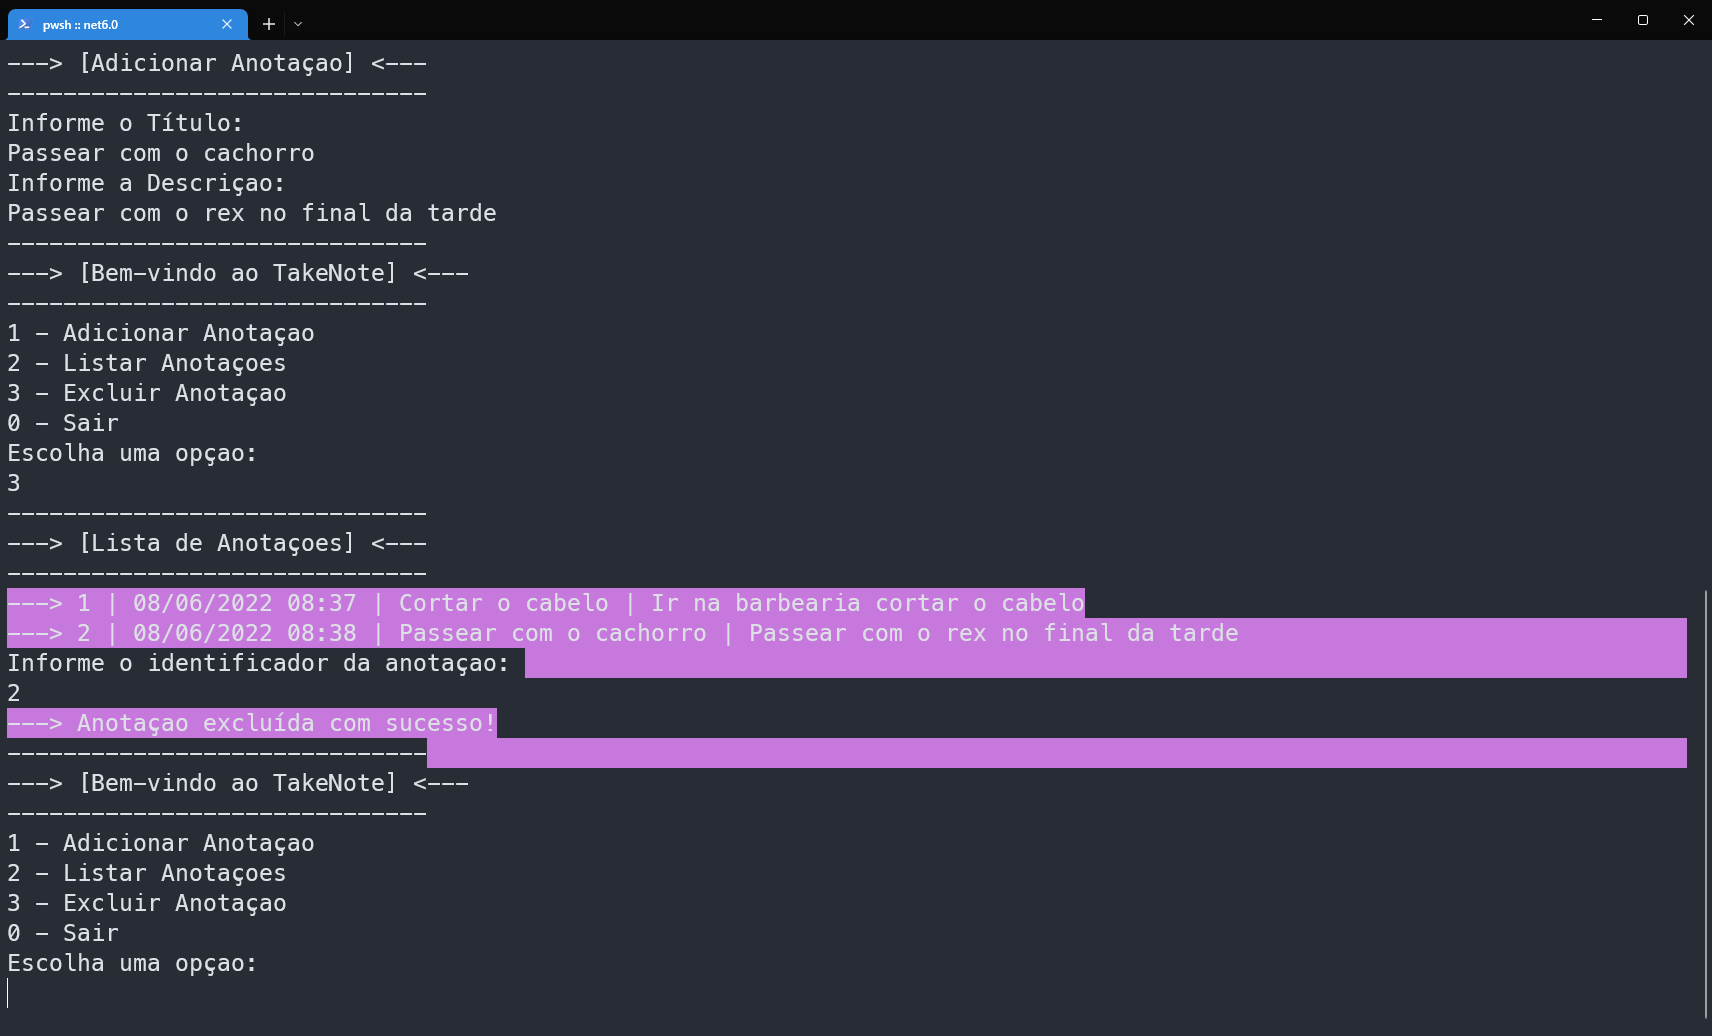 pwsh :: net6.0
---> [Adicionar Anotaçao] <---
------------------------------
Informe o Título:
Passear com o cachorro
Informe a Descriçao:
Passear com o rex no final da tarde
------------------------------
---> [Bem-vindo ao TakeNote] <---
------------------------------
1 - Adicionar Anotaçao
2 - Listar Anotaçoes
3 - Excluir Anotaçao
0 - Sair
Escolha uma opçao:
3
------------------------------
---> [Lista de Anotaçoes] <---
------------------------------
---> 1 | 08/06/2022 08:37 | Cortar o cabelo | Ir na barbearia cortar o cabelo
---> 2 | 08/06/2022 08:38 | Passear com o cachorro | Passear com o rex no final da tarde
Informe o identificador da anotaçao:
2
---> Anotaçao excluída com sucesso!
------------------------------
---> [Bem-vindo ao TakeNote] <---
------------------------------
1 - Adicionar Anotaçao
2 - Listar Anotaçoes
3 - Excluir Anotaçao
0 - Sair
Escolha uma opçao: